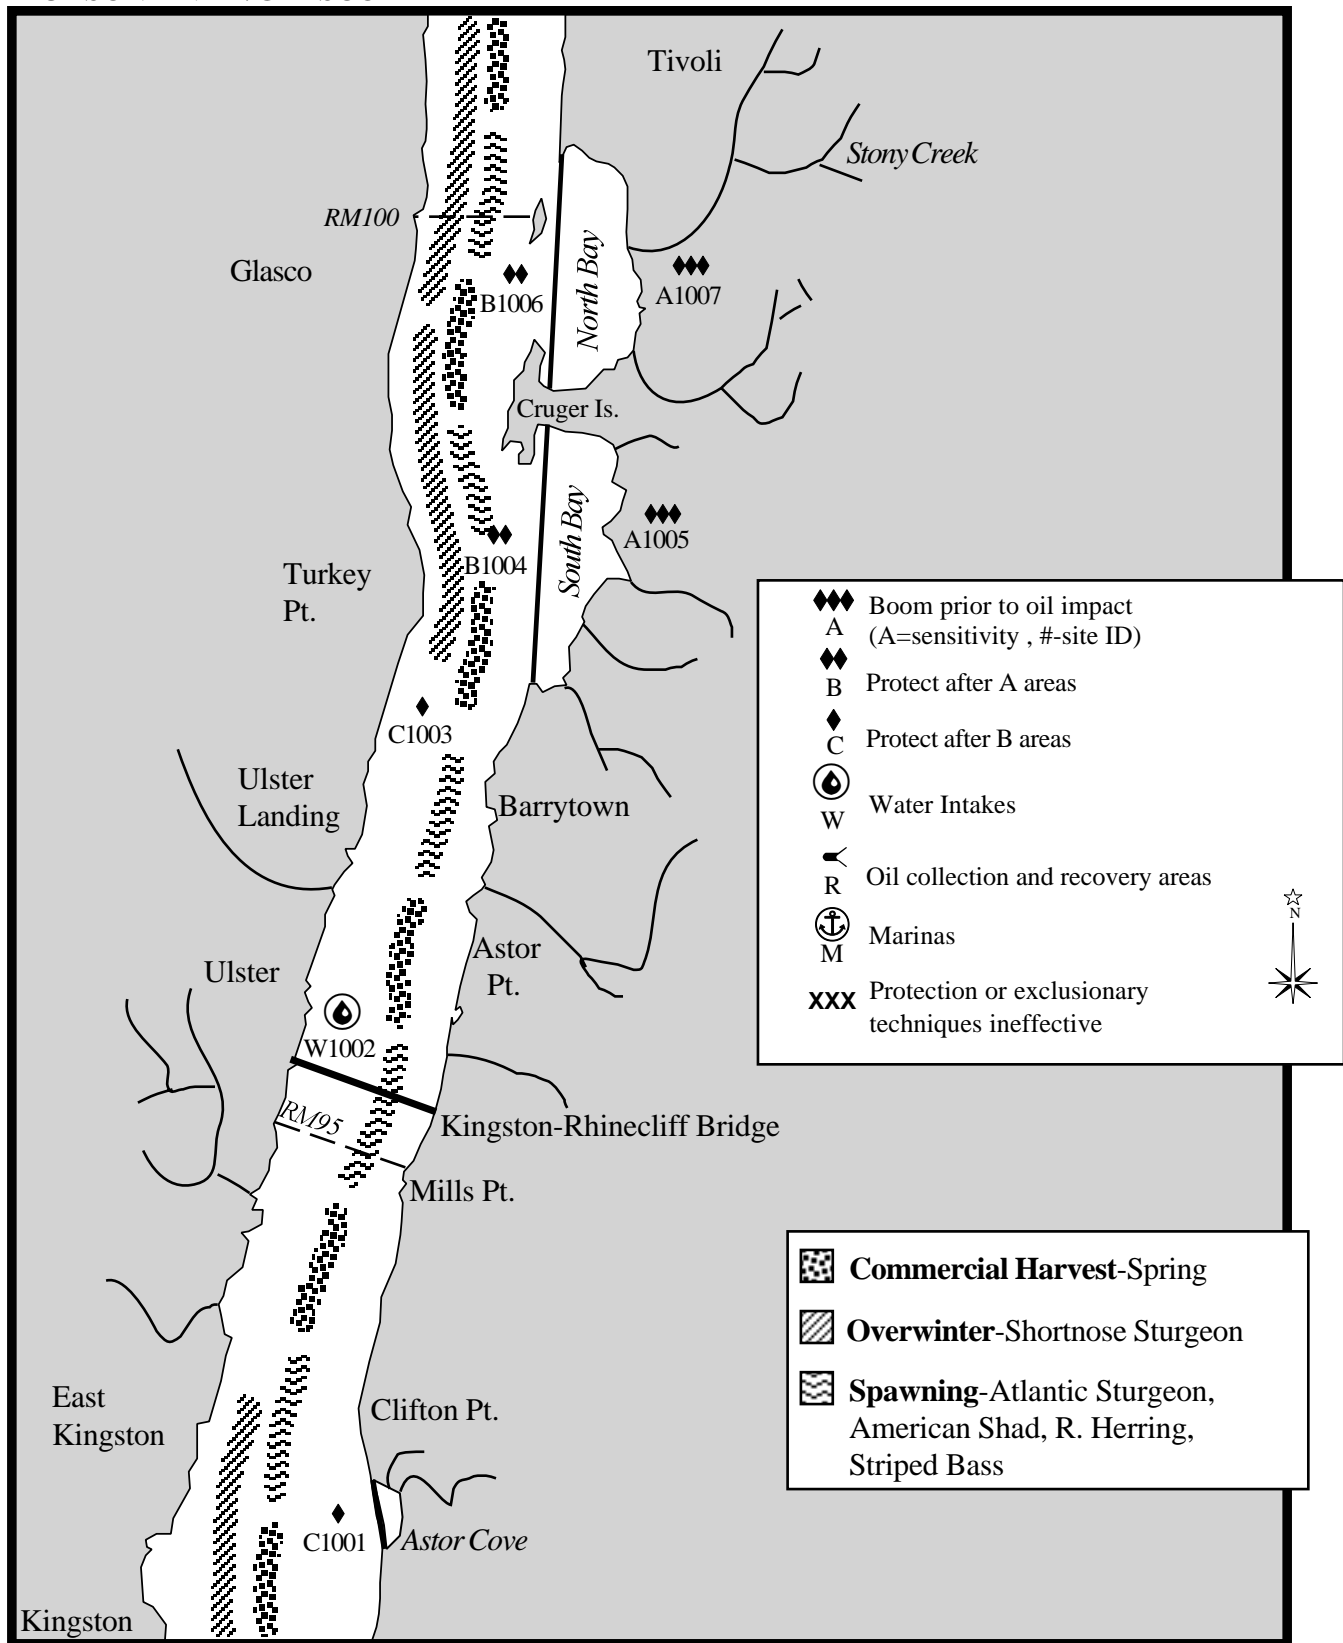 Tivoli
Stony Creek
RM100
Glasco
B1006
North Bay
A1007
Cruger Is.
South Bay
A1005
B1004
Turkey
Pt.
C1003
Ulster
Landing
Barrytown
Astor
Pt.
Ulster
W1002
RM95
Kingston-Rhinecliff Bridge
Mills Pt.
East
Kingston
Clifton Pt.
C1001
Astor Cove
Kingston
Boom prior to oil impact
A
(A=sensitivity , #-site ID)
B Protect after A areas
C Protect after B areas
Water Intakes
W
R Oil collection and recovery areas
Marinas
M
XXX Protection or exclusionary
techniques ineffective
N
Commercial Harvest-Spring
Overwinter-Shortnose Sturgeon
Spawning-Atlantic Sturgeon,
American Shad, R. Herring,
Striped Bass